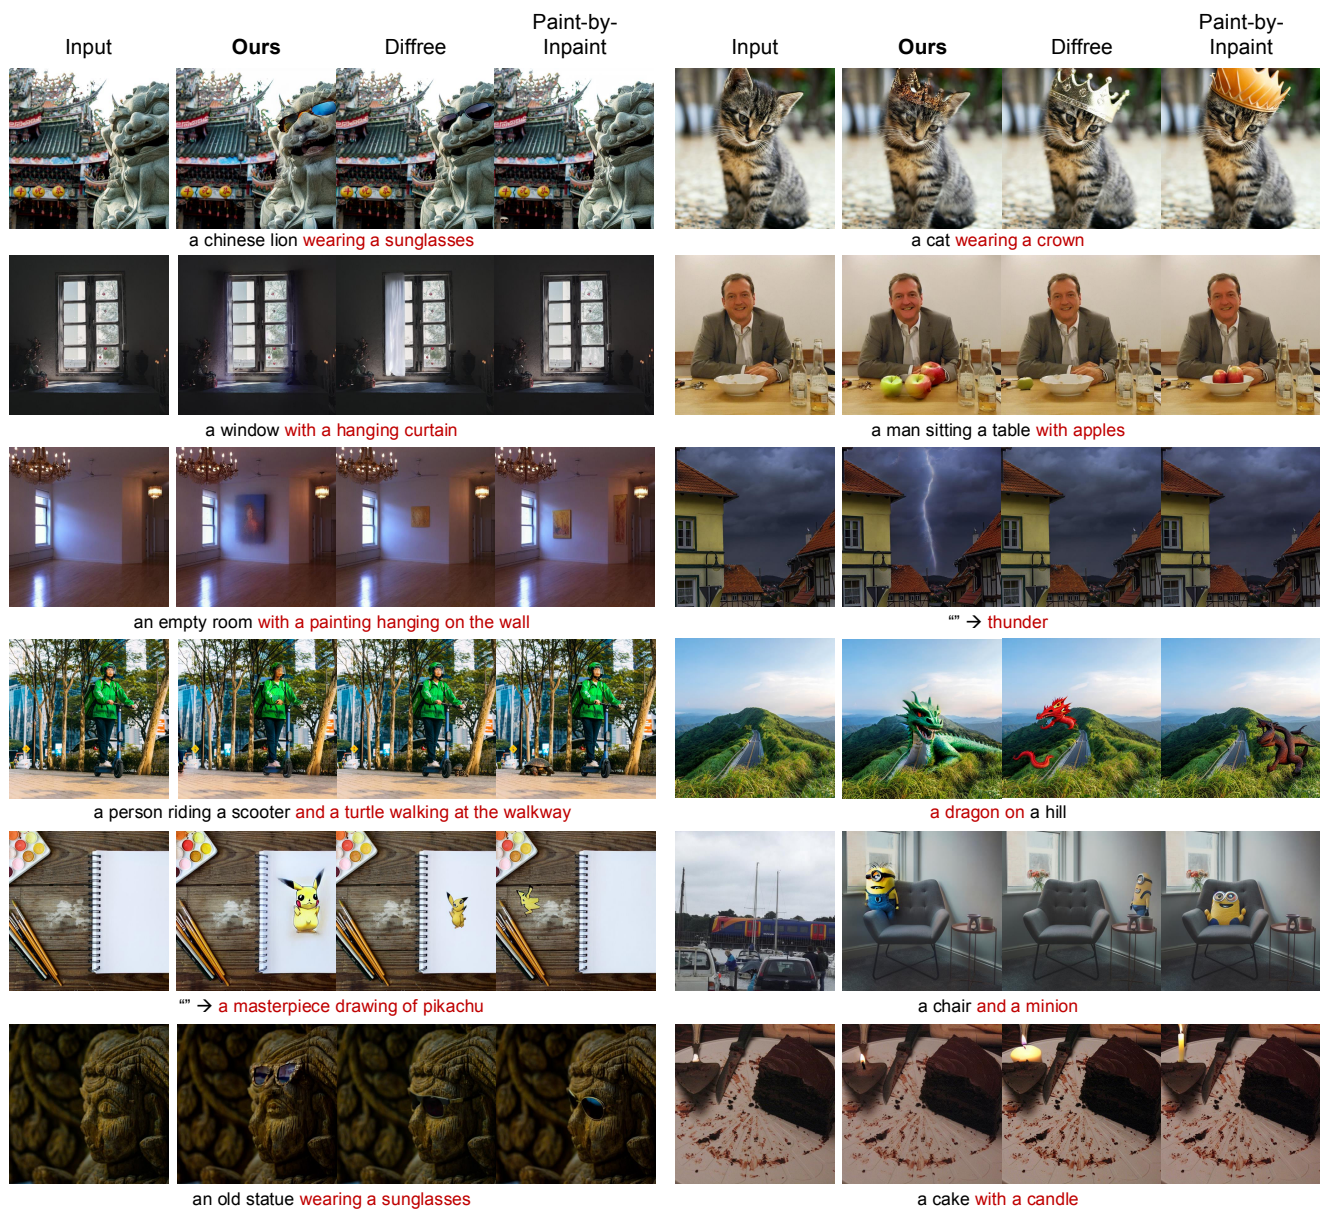 Input
Ours
Diffree
Paint-by-
Inpaint
Input
Ours
Diffree
Paint-by-
Inpaint
a chinese lion wearing a sunglasses
a cat wearing a crown
a window with a hanging curtain
a man sitting a table with apples
an empty room with a painting hanging on the wall
“” → thunder
a person riding a scooter and a turtle walking at the walkway
a dragon on a hill
“” → a masterpiece drawing of pikachu
a chair and a minion
an old statue wearing a sunglasses
a cake with a candle